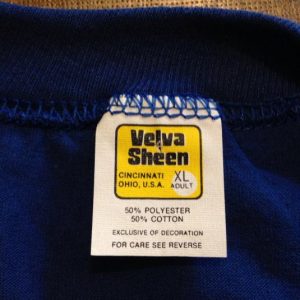 Velva
Sheen
CINCINNATI XL
OHIO, U.S.A. ADULT
50% POLYESTER
50% COTTON
EXCLUSIVE OF DECORATION
FOR CARE SEE REVERSE